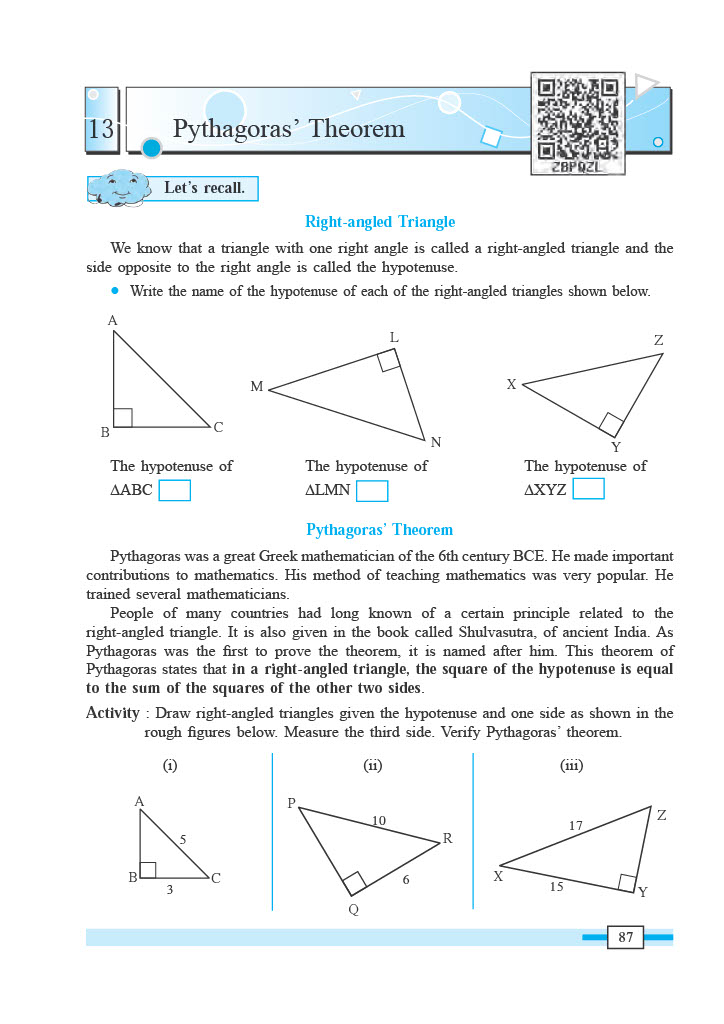 13
Pythagoras' Theorem
ZBPQZL
Let's recall.
Right-angled Triangle
We know that a triangle with one right angle is called a right-angled triangle and the
side opposite to the right angle is called the hypotenuse.
• Write the name of the hypotenuse of each of the right-angled triangles shown below.
A
B
C
L
M
N
Z
X
Y
The hypotenuse of
ΔABC
The hypotenuse of
ΔLMN
The hypotenuse of
ΔXYZ
Pythagoras' Theorem
Pythagoras was a great Greek mathematician of the 6th century BCE. He made important
contributions to mathematics. His method of teaching mathematics was very popular. He
trained several mathematicians.
People of many countries had long known of a certain principle related to the
right-angled triangle. It is also given in the book called Shulvasutra, of ancient India. As
Pythagoras was the first to prove the theorem, it is named after him. This theorem of
Pythagoras states that in a right-angled triangle, the square of the hypotenuse is equal
to the sum of the squares of the other two sides.
Activity : Draw right-angled triangles given the hypotenuse and one side as shown in the
rough figures below. Measure the third side. Verify Pythagoras' theorem.
(i)
A
5
B
C
3
(ii)
P
10
R
6
Q
(iii)
Z
17
X
15
Y
87